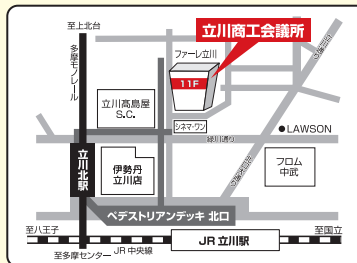 至上北台
多摩モノレール
立川商工会議所
ファーレ立川
11F
立川髙島屋
S.C.
シネマ・ワン
LAWSON
緑川通り
立川北駅
伊勢丹
立川店
フロム
中武
ペデストリアンデッキ 北口
至八王子
至国立
JR 立川駅
JR 中央線
至多摩センター